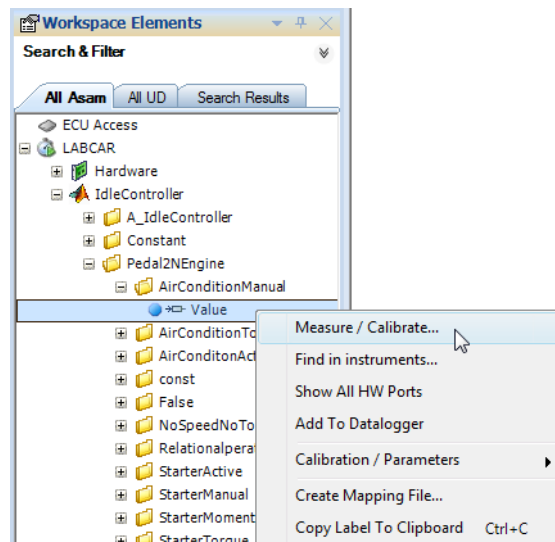 Workspace Elements
Search & Filter
All Asam All UD Search Results
ECU Access
LABCAR
Hardware
IdleController
A_IdleController
Constant
Pedal2NEngine
AirConditionManual
Value
AirConditionTo
AirConditonAct
const
False
NoSpeedNoTo
Relationalperat
StarterActive
StarterManual
StarterMoment
StarterTorque
Measure / Calibrate...
Find in instruments...
Show All HW Ports
Add To Datalogger
Calibration / Parameters
Create Mapping File...
Copy Label To Clipboard Ctrl+C